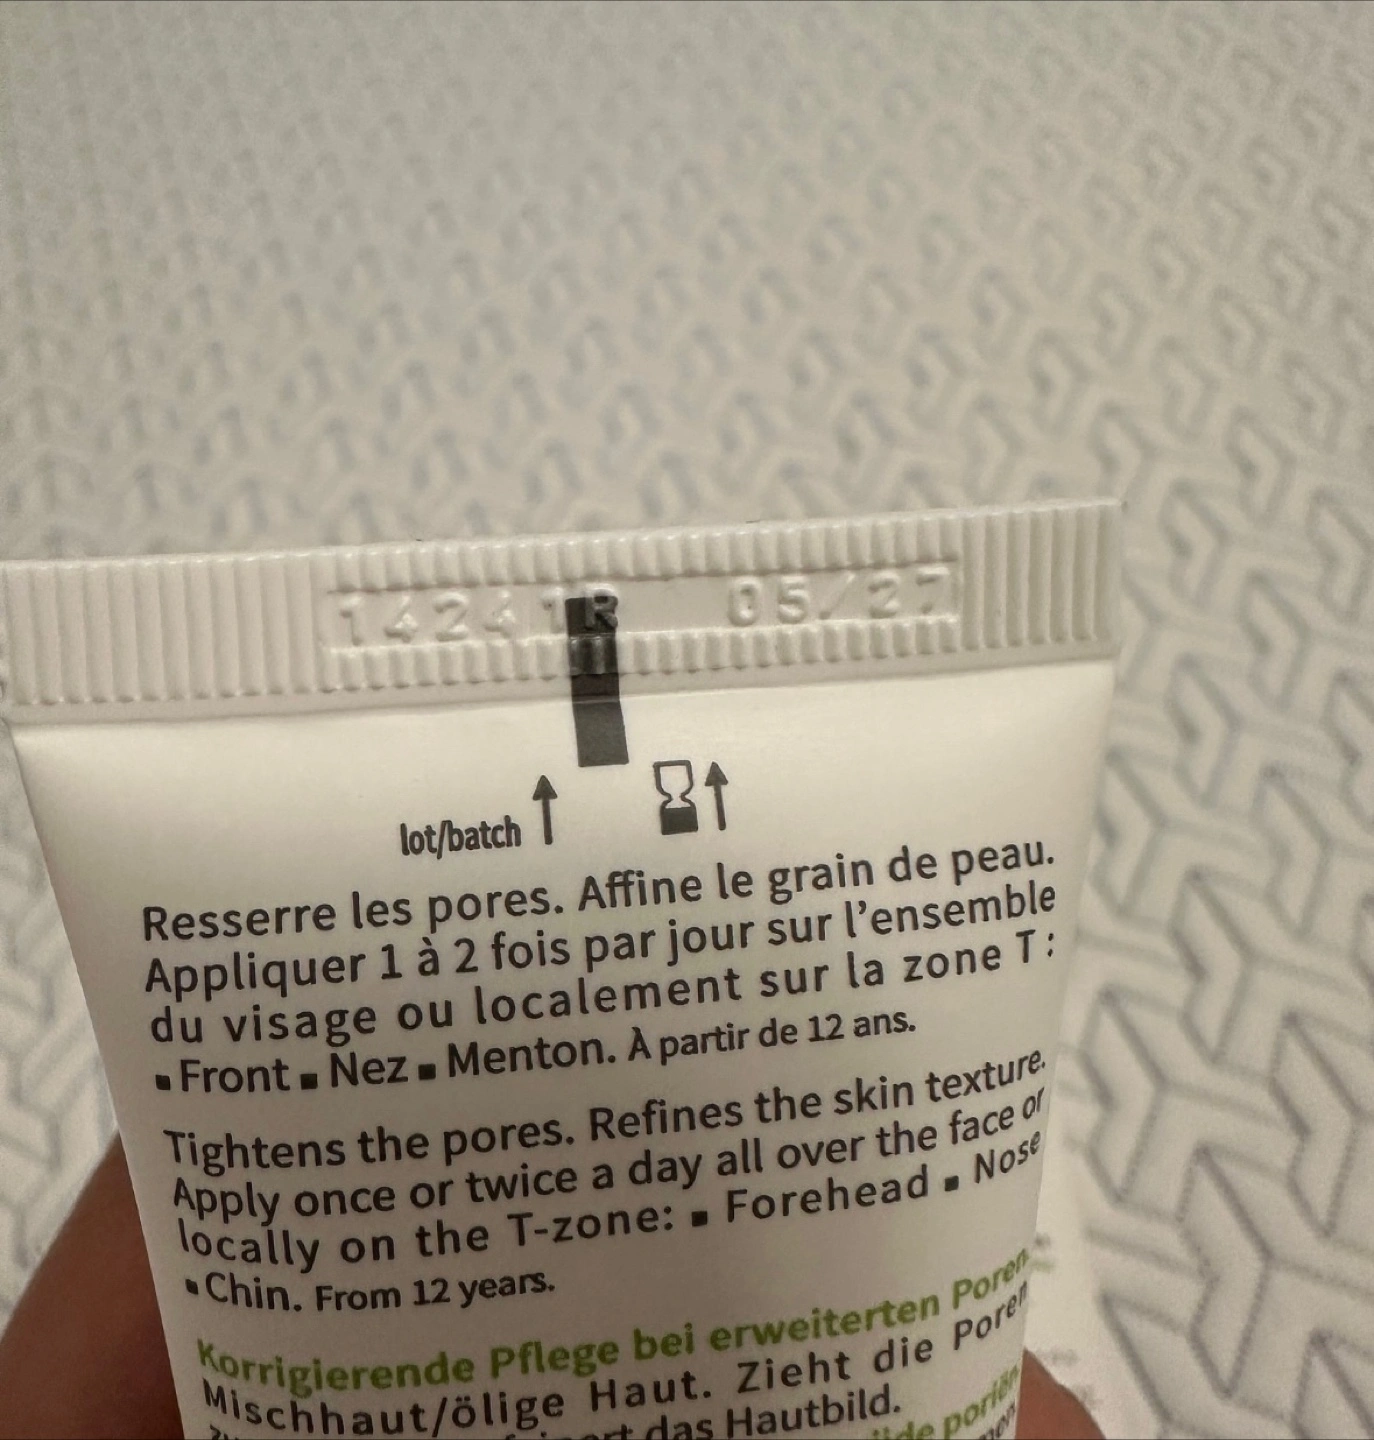 14241R 05/27
lot/batch
Resserre les pores. Affine le grain de peau.
Appliquer 1 à 2 fois par jour sur l'ensemble
du visage ou localement sur la zone T :
▪ Front ▪ Nez ▪ Menton. À partir de 12 ans.
Tightens the pores. Refines the skin texture.
Apply once or twice a day all over the face or
locally on the T-zone: ▪ Forehead ▪ Nose
▪ Chin. From 12 years.
Korrigierende Pflege bei erweiterten Poren.
Mischhaut/ölige Haut. Zieht die Poren
das Hautbild.